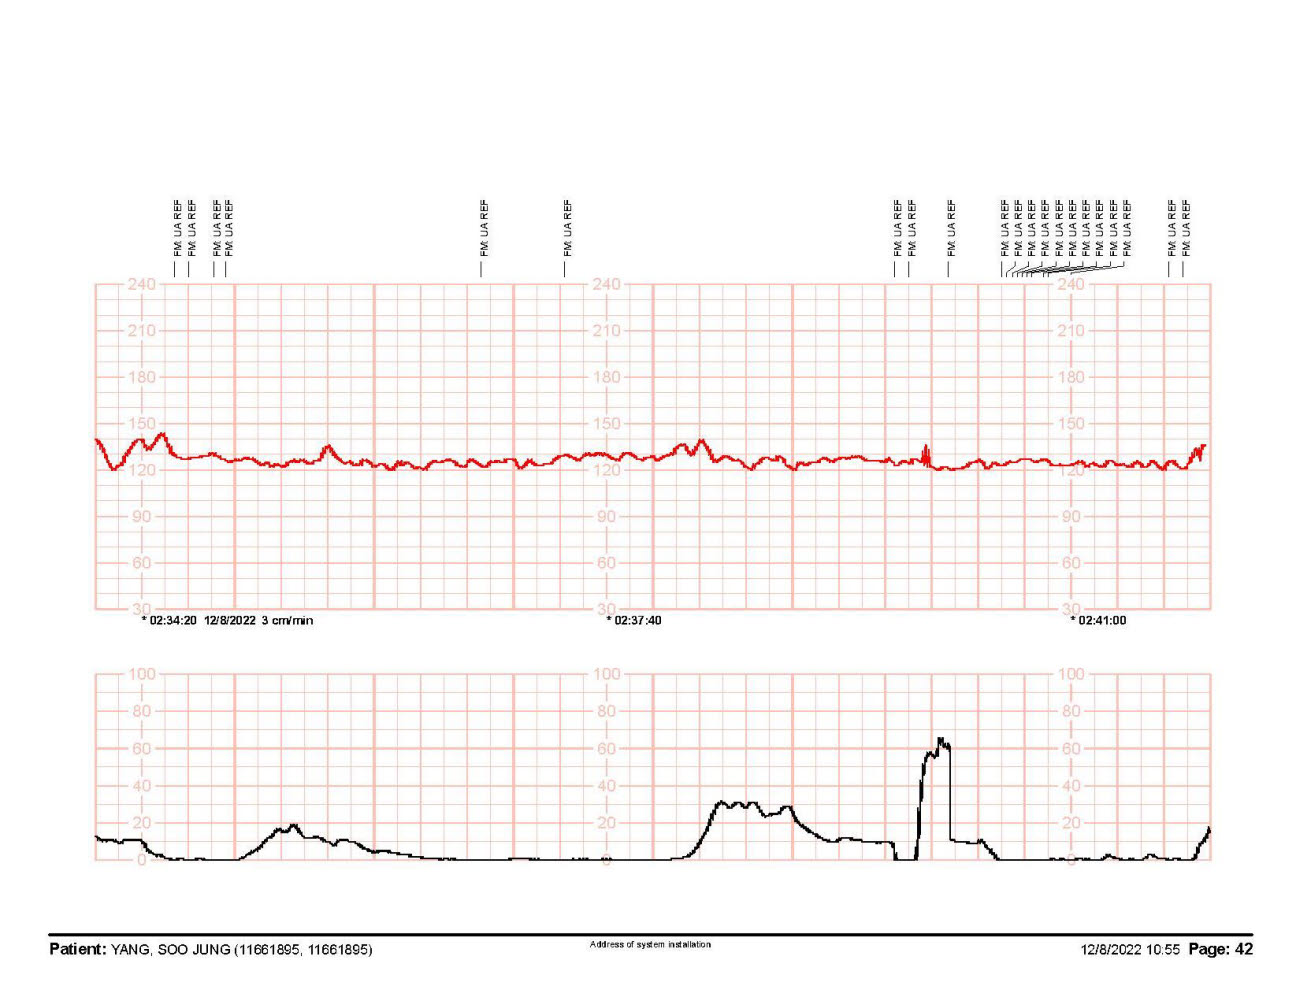 FM: UA REF FM: UA REF FM: UA REF FM: UA REF FM: UA REF FM: UA REF FM: UA REF FM: UA REF FM: UA REF FM: UA REF FM: UA REF FM: UA REF FM: UA REF FM: UA REF FM: UA REF FM: UA REF FM: UA REF FM: UA REF FM: UA REF FM: UA REF FM: UA REF
240 240 240
210 210 210
180 180 180
150 150 150
120 120 120
90 90 90
60 60 60
30 30 30
* 02:34:20 12/8/2022 3 cm/min * 02:37:40 * 02:41:00
100 100 100
80 80 80
60 60 60
40 40 40
20 20 20
0 0 0
Patient: YANG, SOO JUNG (11661895, 11661895) Address of system installation 12/8/2022 10:55 Page: 42